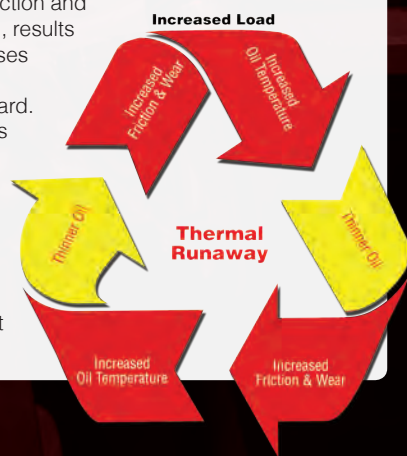 ction and
, results
ses
ard.
s
t
Increased Load
Increased
Friction & Wear
Increased
Oil Temperature
Thinner Oil
Increased
Friction & Wear
Increased
Oil Temperature
Thinner Oil
Thermal
Runaway